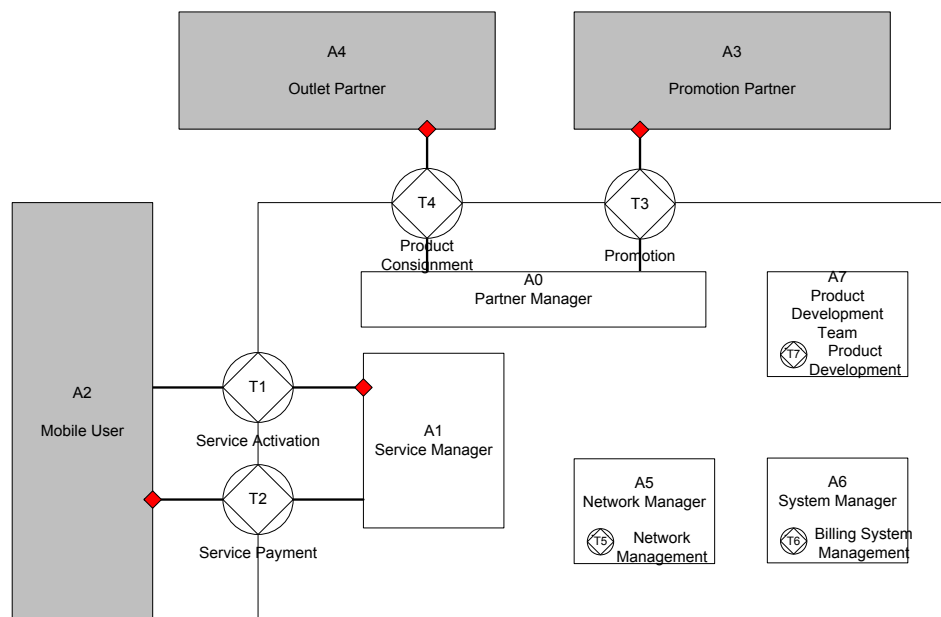 A4
Outlet Partner
A3
Promotion Partner
T4
Product
Consignment
T3
Promotion
A0
Partner Manager
A7
Product
Development
Team
T7
Product
Development
A2
Mobile User
T1
Service Activation
A1
Service Manager
T2
Service Payment
A5
Network Manager
T5
Network
Management
A6
System Manager
T6
Billing System
Management